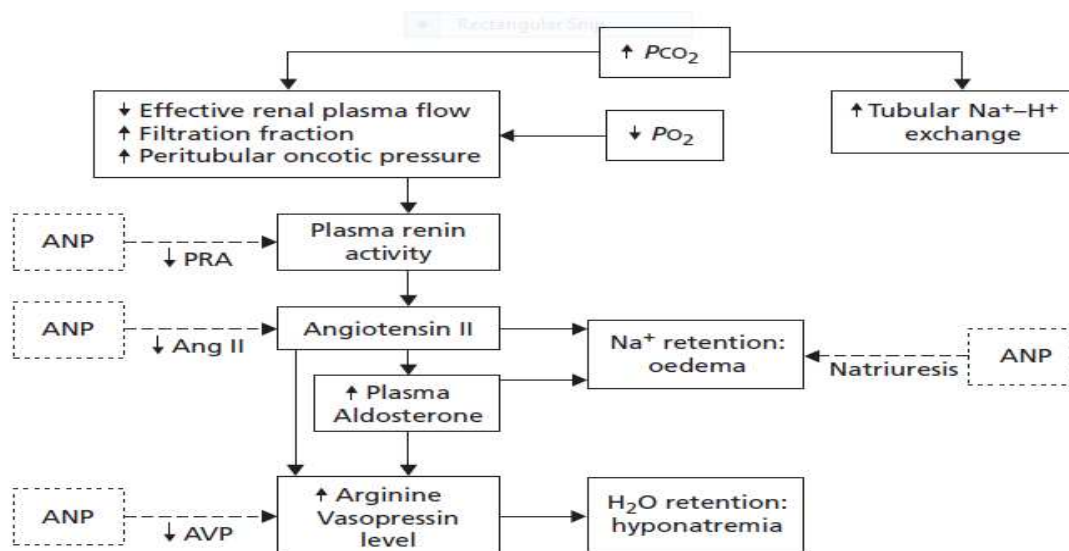 Rectangular Snip
↑ PCO₂
↓ Effective renal plasma flow
↑ Filtration fraction
↑ Peritubular oncotic pressure
↓ PO₂
↑ Tubular Na⁺–H⁺
exchange
ANP
↓ PRA
Plasma renin
activity
ANP
↓ Ang II
Angiotensin II
Na⁺ retention:
oedema
Natriuresis
ANP
↑ Plasma
Aldosterone
ANP
↓ AVP
↑ Arginine
Vasopressin
level
H₂O retention:
hyponatremia